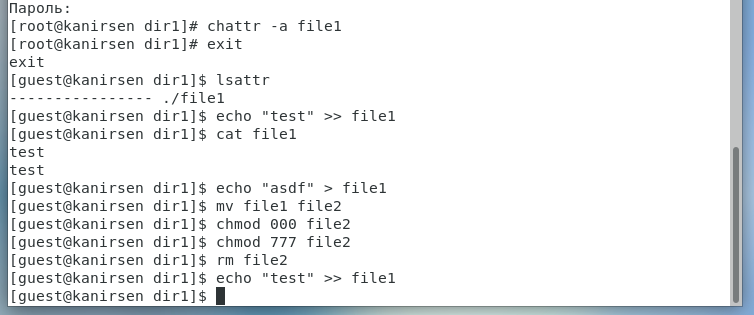 Пароль:
[root@kanirsen dir1]# chattr -a file1
[root@kanirsen dir1]# exit
exit
[guest@kanirsen dir1]$ lsattr
---------------- ./file1
[guest@kanirsen dir1]$ echo "test" >> file1
[guest@kanirsen dir1]$ cat file1
test
test
[guest@kanirsen dir1]$ echo "asdf" > file1
[guest@kanirsen dir1]$ mv file1 file2
[guest@kanirsen dir1]$ chmod 000 file2
[guest@kanirsen dir1]$ chmod 777 file2
[guest@kanirsen dir1]$ rm file2
[guest@kanirsen dir1]$ echo "test" >> file1
[guest@kanirsen dir1]$